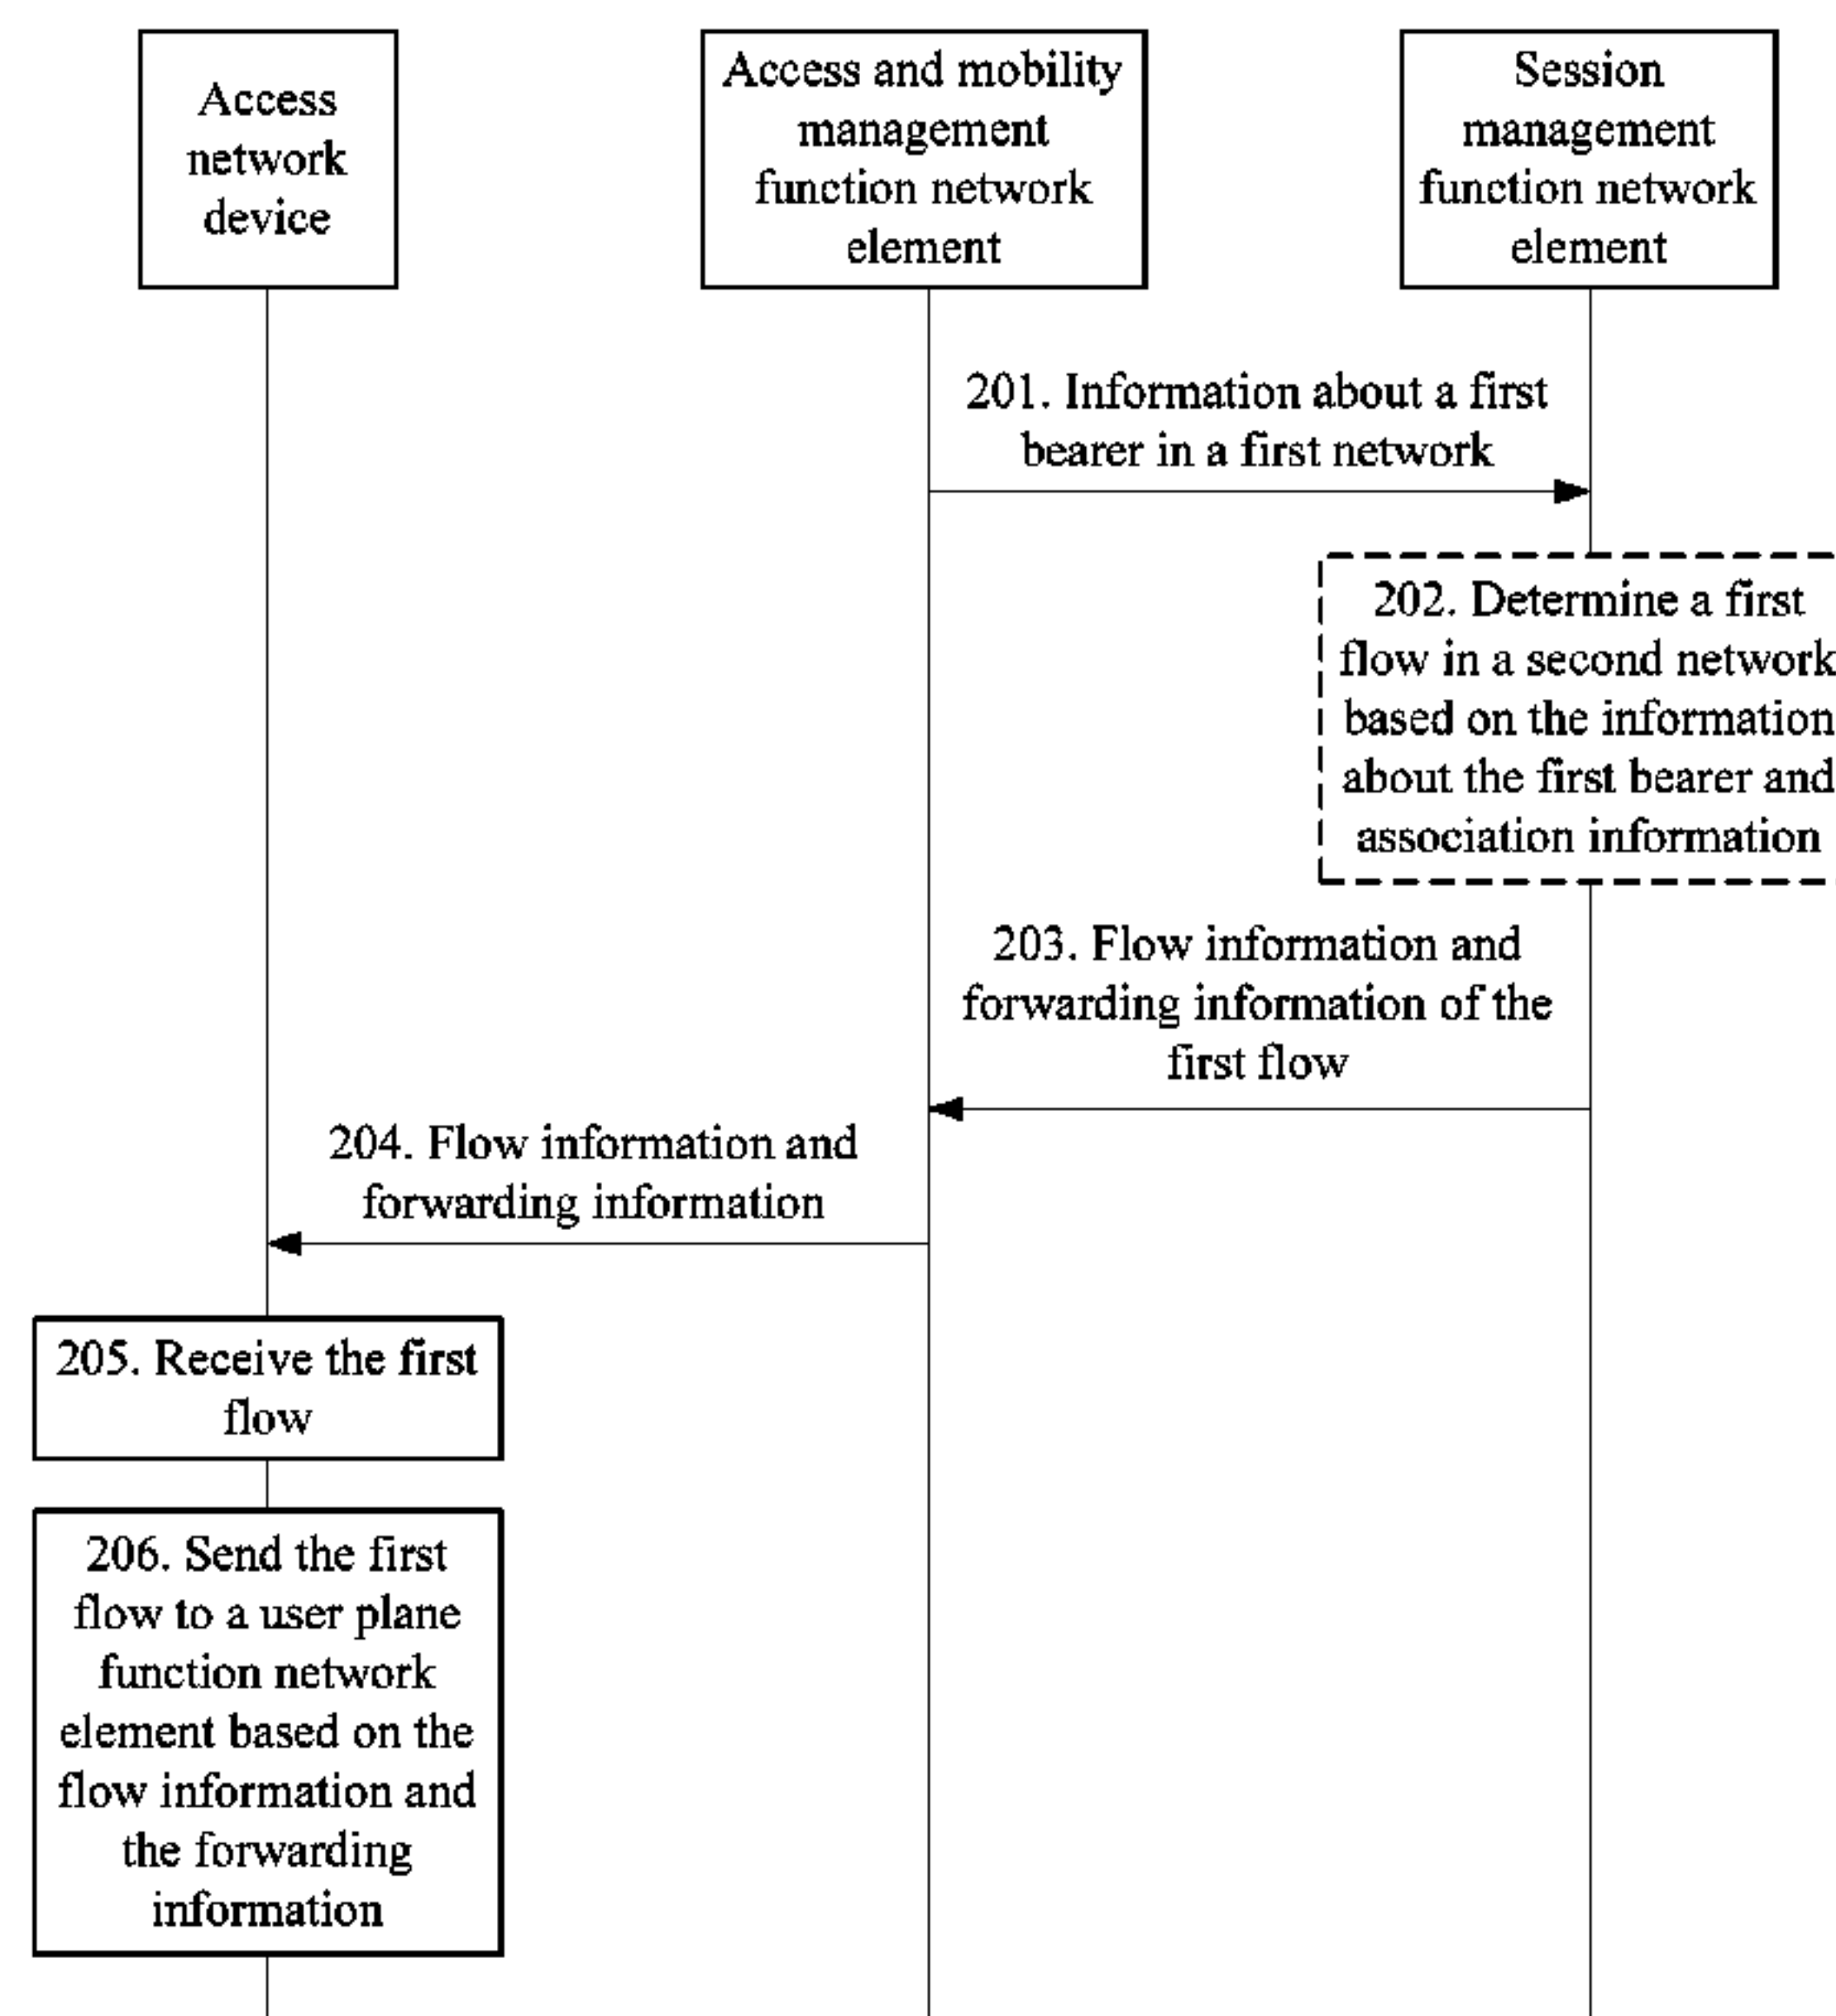 Access
network
device
Access and mobility
management
function network
element
Session
management
function network
element
201. Information about a first
bearer in a first network
202. Determine a first
flow in a second network
based on the information
about the first bearer and
association information
203. Flow information and
forwarding information of the
first flow
204. Flow information and
forwarding information
205. Receive the first
flow
206. Send the first
flow to a user plane
function network
element based on the
flow information and
the forwarding
information